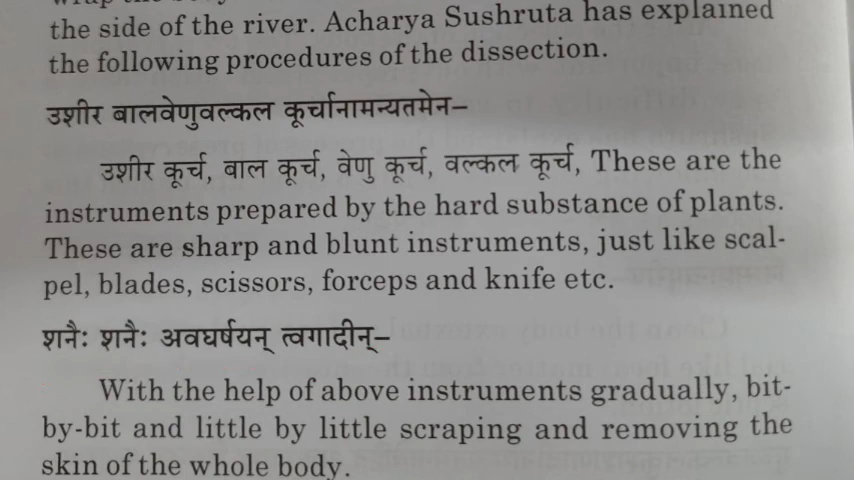 the side of the river. Acharya Sushruta has explained
the following procedures of the dissection.
उशीर बालवेणुवल्कल कूर्चानामन्यतमेन–
उशीर कूर्च, बाल कूर्च, वेणु कूर्च, वल्कल कूर्च, These are the
instruments prepared by the hard substance of plants.
These are sharp and blunt instruments, just like scal-
pel, blades, scissors, forceps and knife etc.
शनैः शनैः अवघर्षयन् त्वगादीन्–
With the help of above instruments gradually, bit-
by-bit and little by little scraping and removing the
skin of the whole body.